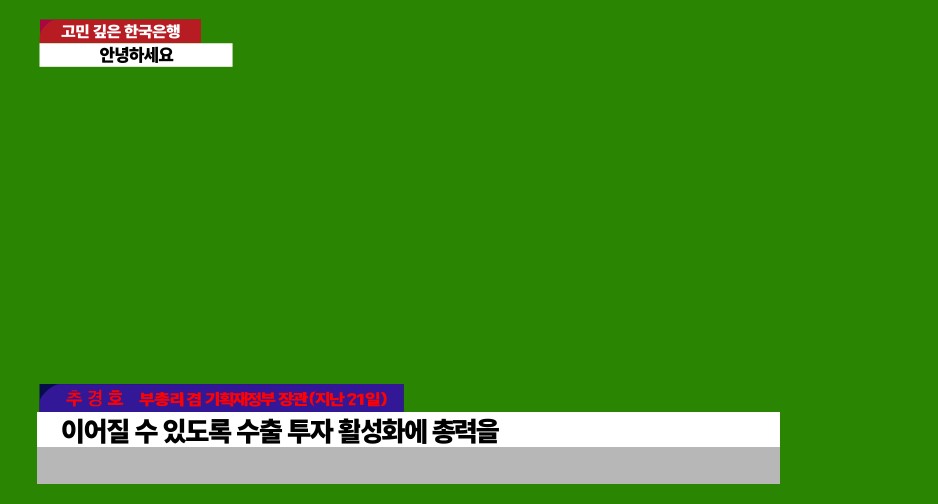 고민 깊은 한국은행
안녕하세요
추 경 호 부총리 겸 기획재정부 장관(지난 21일)
이어질 수 있도록 수출 투자 활성화에 총력을